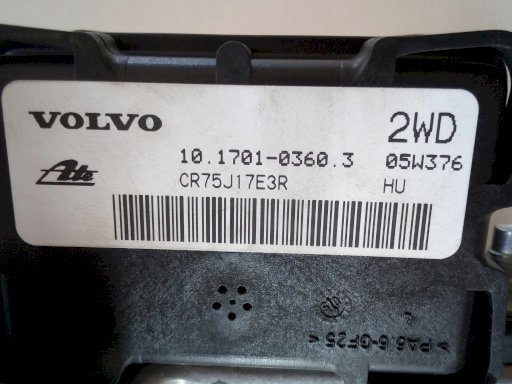 VOLVO
2WD
10.1701-0360.3 05W376
Ate
CR75J17E3R HU
>PA6.6-GF25<